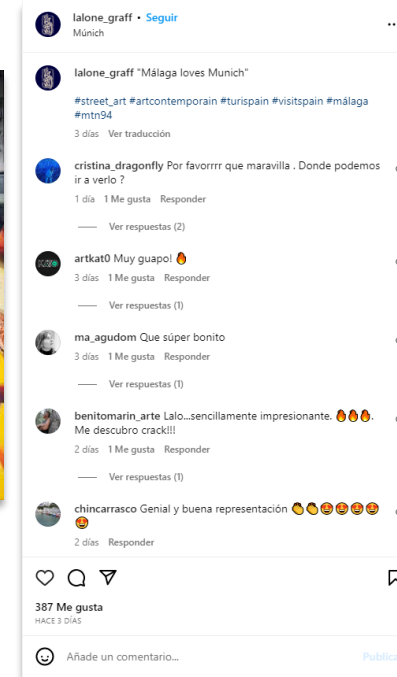 lalone_graff • Seguir
Múnich
lalone_graff "Málaga loves Munich"
#street_art #artcontemporain #turispain #visitspain #málaga
#mtn94
3 días Ver traducción
cristina_dragonfly Por favorrrr que maravilla . Donde podemos
ir a verlo ?
1 día 1 Me gusta Responder
Ver respuestas (2)
artkat0 Muy guapo! 🔥
3 días 1 Me gusta Responder
Ver respuestas (1)
ma_agudom Que súper bonito
3 días 1 Me gusta Responder
Ver respuestas (1)
benitomarin_arte Lalo...sencillamente impresionante. 🔥🔥🔥.
Me descubro crack!!!
2 días 1 Me gusta Responder
Ver respuestas (1)
chincarrasco Genial y buena representación 👏👏🤩🤩🤩🤩
🤩
2 días Responder
387 Me gusta
HACE 3 DÍAS
Añade un comentario...
Publica